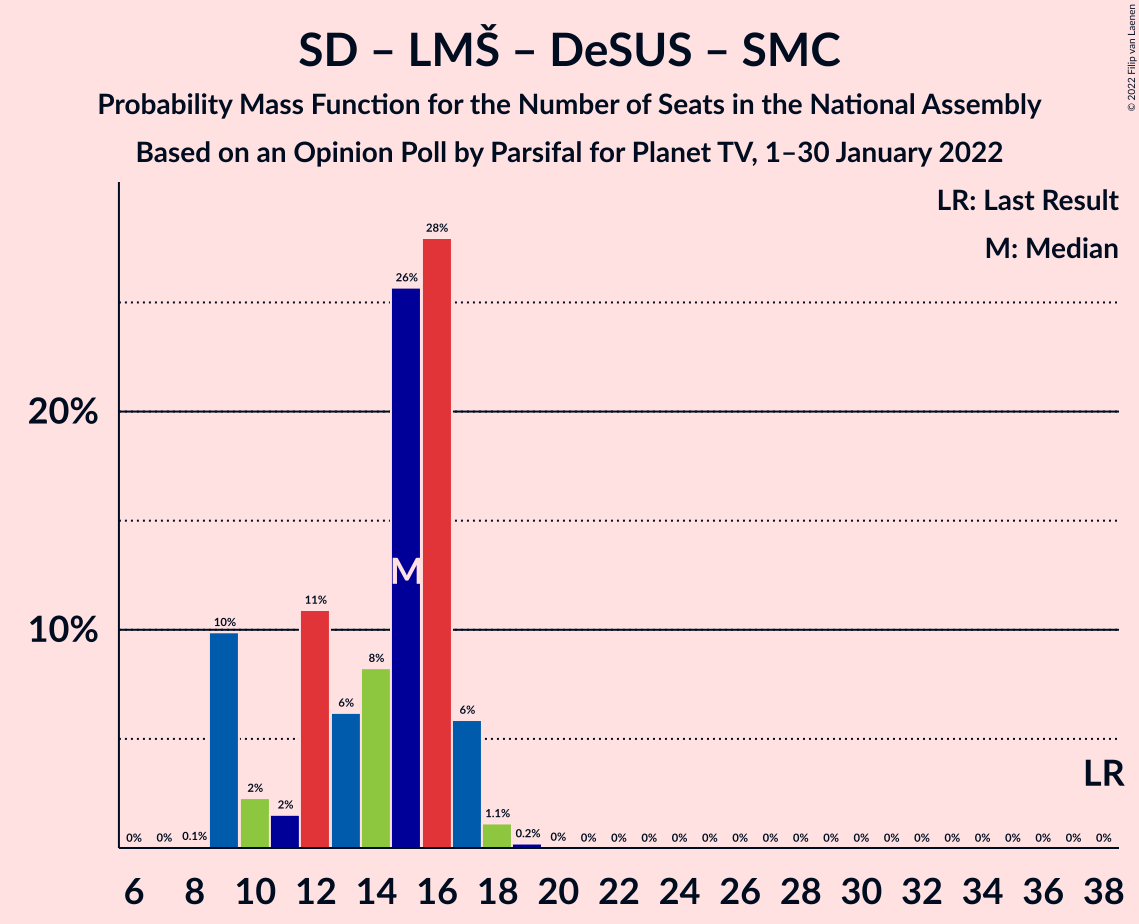 SD – LMŠ – DeSUS – SMC
Probability Mass Function for the Number of Seats in the National Assembly
Based on an Opinion Poll by Parsifal for Planet TV, 1–30 January 2022
© 2022 Filip van Laenen
LR: Last Result
M: Median
28%
26%
20%
M
11%
10%
10%
8%
6%
6%
LR
2%
2%
1.1%
0% 0% 0.1% 0.2% 0% 0% 0% 0% 0% 0% 0% 0% 0% 0% 0% 0% 0% 0% 0% 0% 0% 0% 0%
6 8 10 12 14 16 18 20 22 24 26 28 30 32 34 36 38